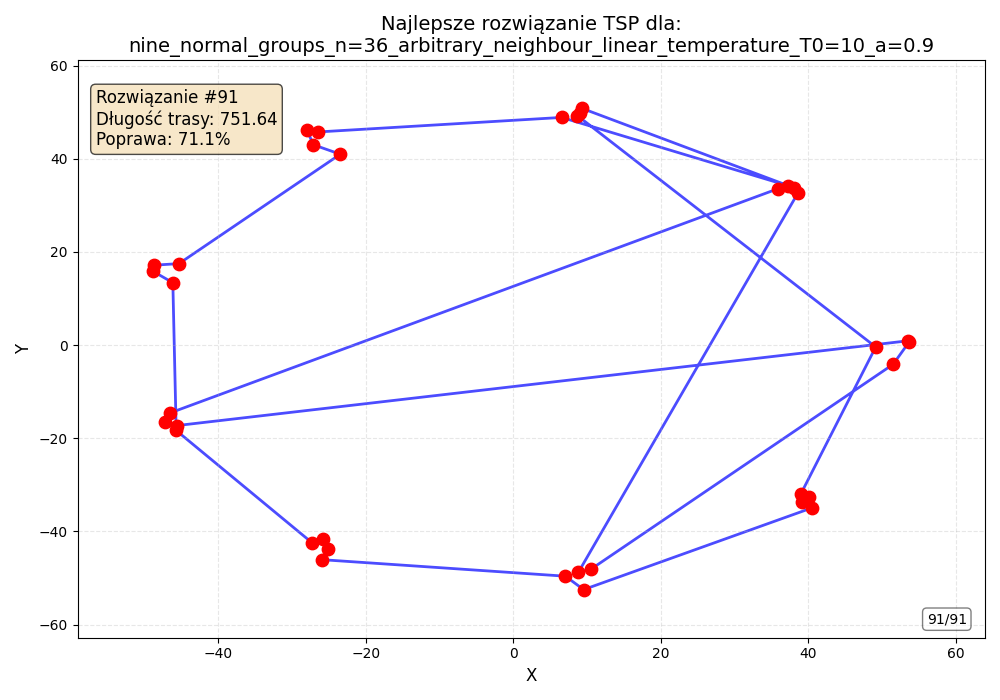 Najlepsze rozwiązanie TSP dla:
nine_normal_groups_n=36_arbitrary_neighbour_linear_temperature_T0=10_a=0.9
Rozwiązanie #91
Długość trasy: 751.64
Poprawa: 71.1%
60
40
20
0
−20
−40
−60
Y
91/91
−40
−20
0
20
40
60
X